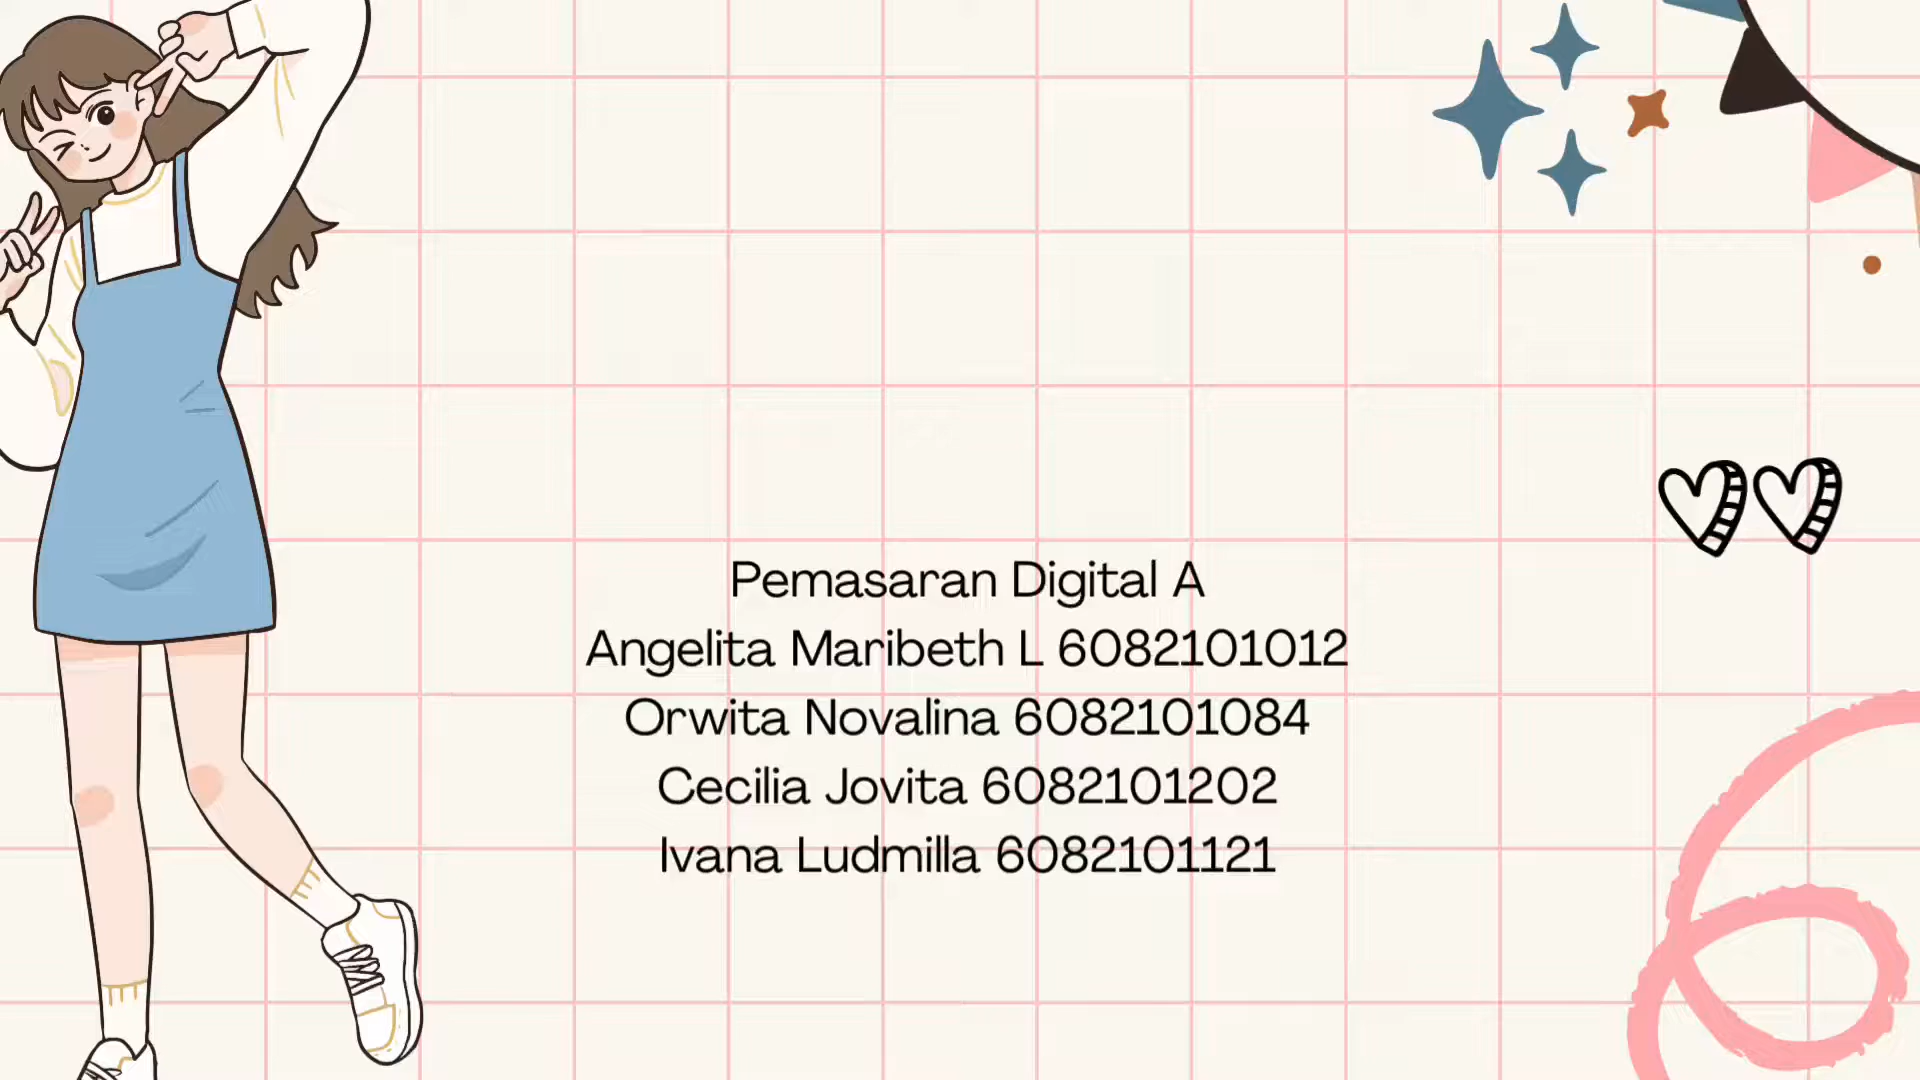 Pemasaran Digital A
Angelita Maribeth L 6082101012
Orwita Novalina 6082101084
Cecilia Jovita 6082101202
Ivana Ludmilla 6082101121